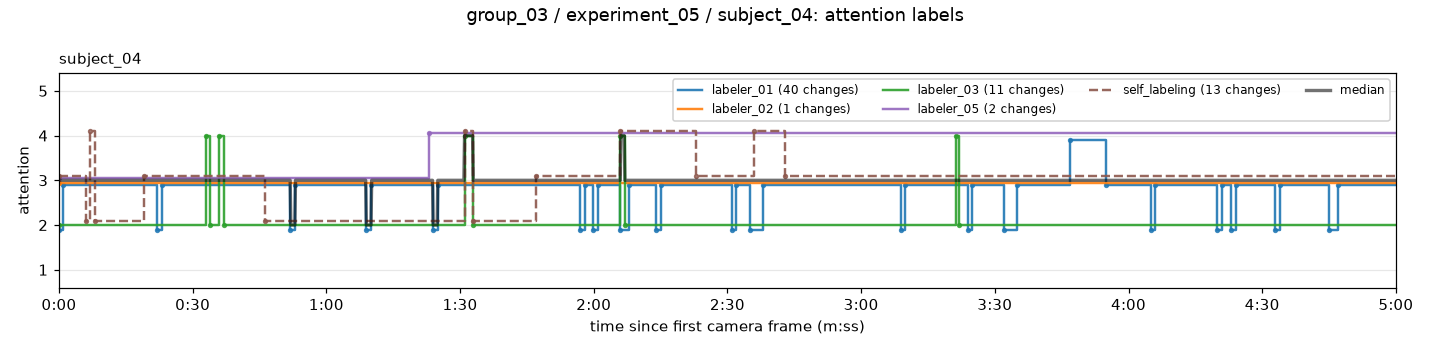 group_03 / experiment_05 / subject_04: attention labels
subject_04
labeler_01 (40 changes)
labeler_02 (1 changes)
labeler_03 (11 changes)
labeler_05 (2 changes)
self_labeling (13 changes)
median
attention
5
4
3
2
1
0:00 0:30 1:00 1:30 2:00 2:30 3:00 3:30 4:00 4:30 5:00
time since first camera frame (m:ss)